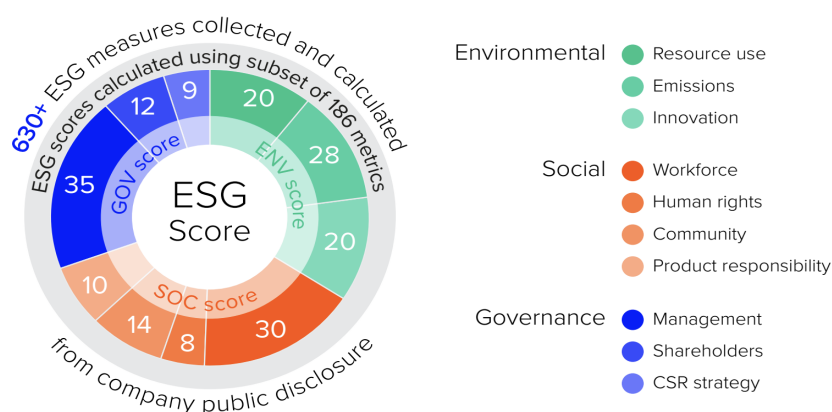 630+ ESG measures collected and calculated
from company public disclosure
ESG scores calculated using subset of 186 metrics
ESG
Score
ENV score
20
28
20
SOC score
30
8
14
10
GOV score
35
12
9
Environmental
Resource use
Emissions
Innovation
Social
Workforce
Human rights
Community
Product responsibility
Governance
Management
Shareholders
CSR strategy